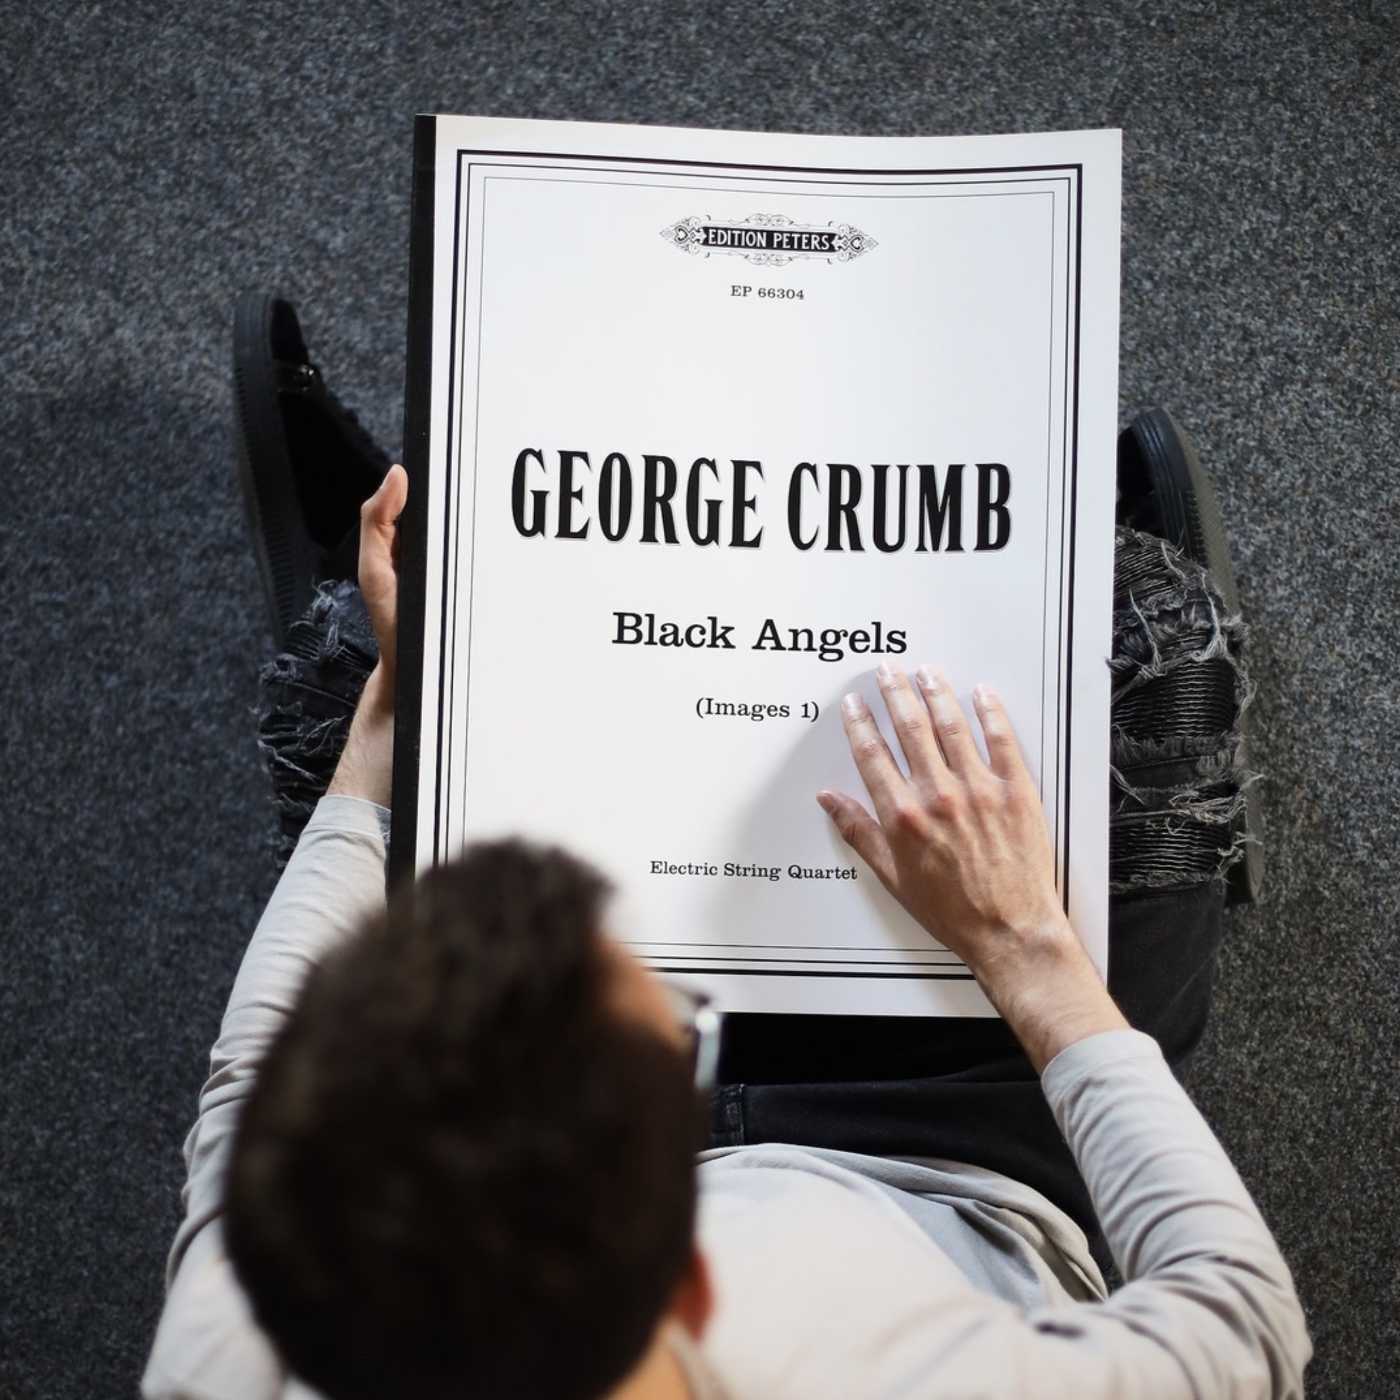 EDITION PETERS
EP 66304
GEORGE CRUMB
Black Angels
(Images 1)
Electric String Quartet